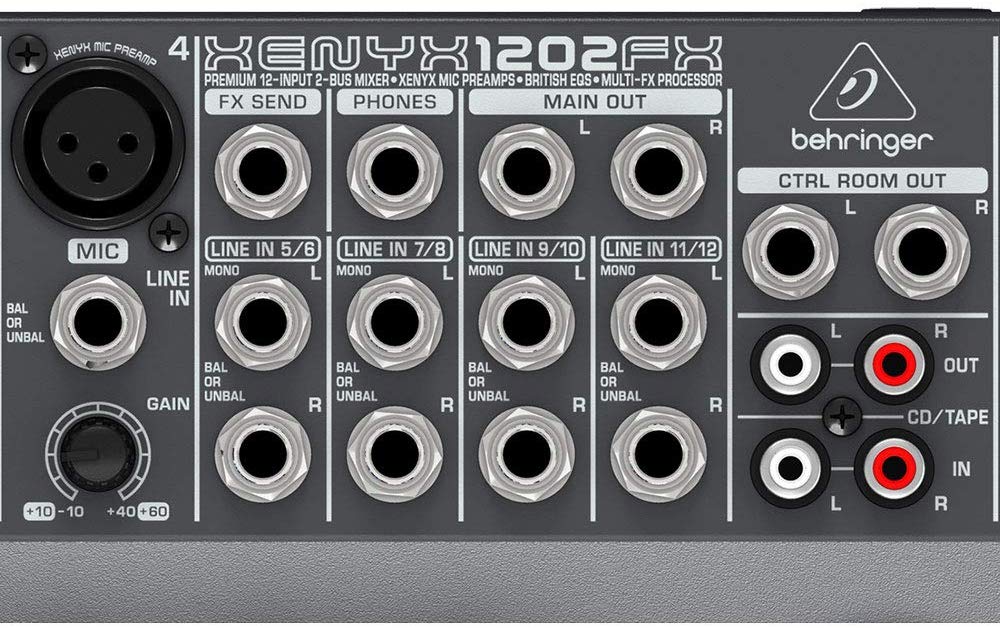 XENYX MIC PREAMP
4
XENYX1202FX
PREMIUM 12-INPUT 2-BUS MIXER • XENYX MIC PREAMPS • BRITISH EQS • MULTI-FX PROCESSOR
FX SEND
PHONES
MAIN OUT
L
R
behringer
CTRL ROOM OUT
L
R
MIC
LINE
IN
BAL
OR
UNBAL
GAIN
+10 -10 +40 +60
LINE IN 5/6
MONO
L
BAL
OR
UNBAL
R
LINE IN 7/8
MONO
L
BAL
OR
UNBAL
R
LINE IN 9/10
MONO
L
BAL
OR
UNBAL
R
LINE IN 11/12
MONO
L
BAL
OR
UNBAL
R
L
R
OUT
CD/TAPE
IN
L
R